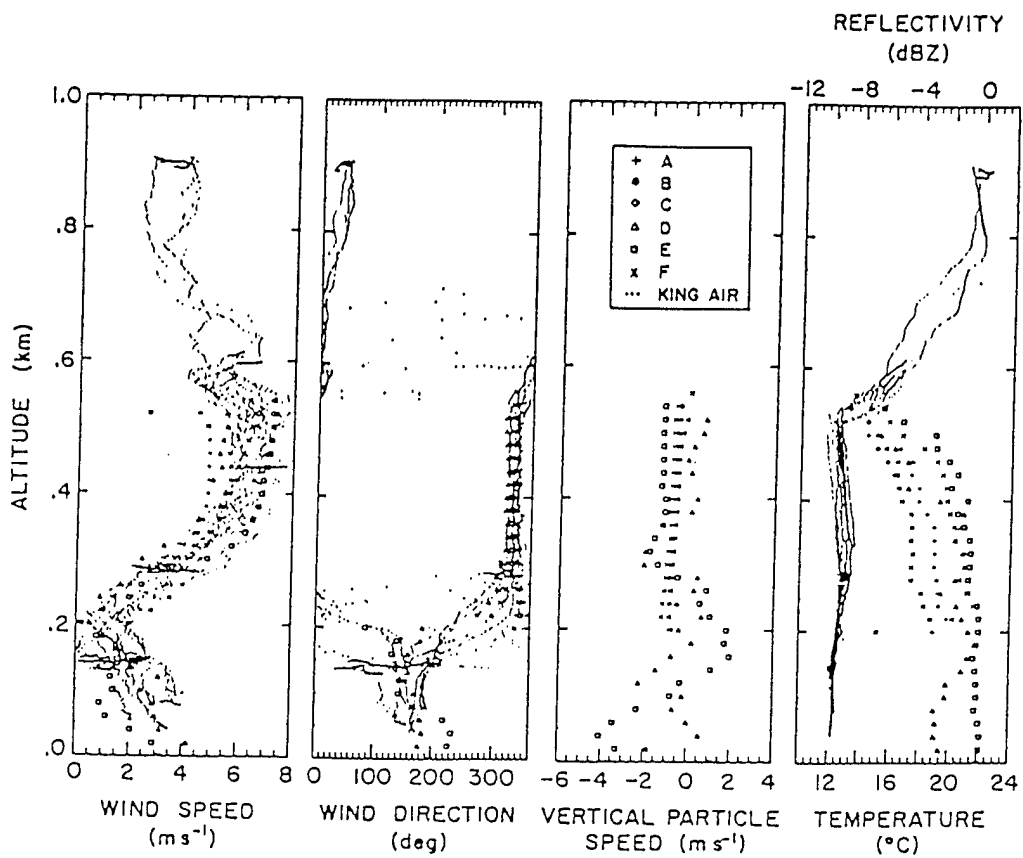 REFLECTIVITY
(dBZ)
-12 -8 -4 0
1.0
.8
.6
.4
.2
.0
ALTITUDE (km)
A
B
C
D
E
F
KING AIR
0 2 4 6 8
0 100 200 300
-6 -4 -2 0 2 4
12 16 20 24
WIND SPEED
(m s⁻¹)
WIND DIRECTION
(deg)
VERTICAL PARTICLE
SPEED (m s⁻¹)
TEMPERATURE
(°C)